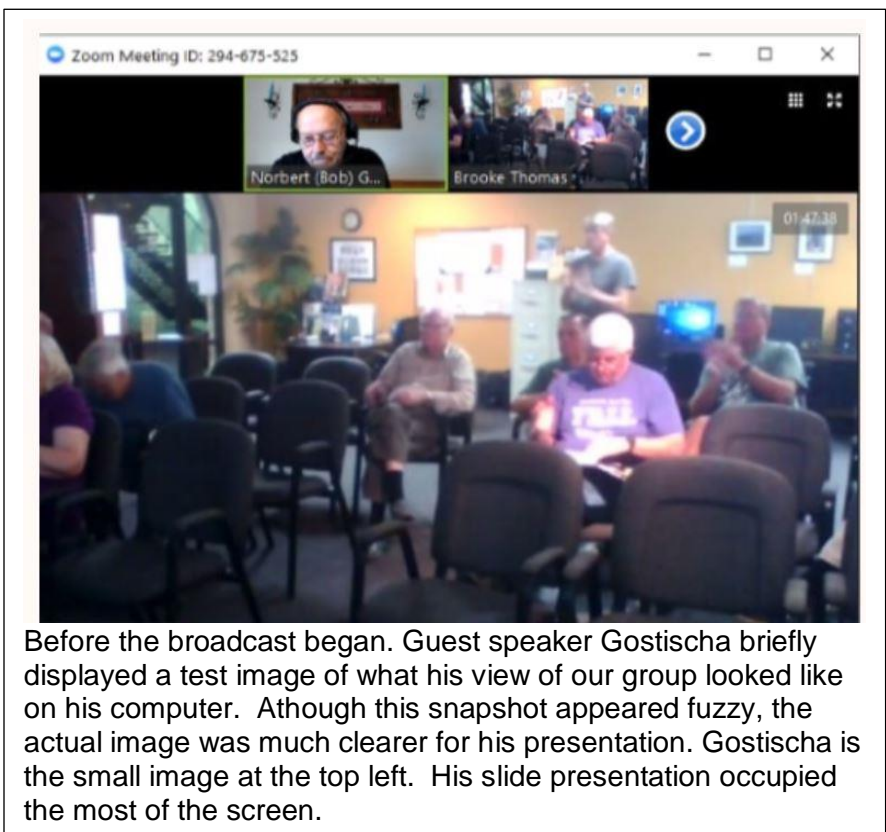 Zoom Meeting ID: 294-675-525
Norbert (Bob) G...
Brooke Thomas
01:47:38
Before the broadcast began. Guest speaker Gostischa briefly
displayed a test image of what his view of our group looked like
on his computer.  Athough this snapshot appeared fuzzy, the
actual image was much clearer for his presentation. Gostischa is
the small image at the top left.  His slide presentation occupied
the most of the screen.